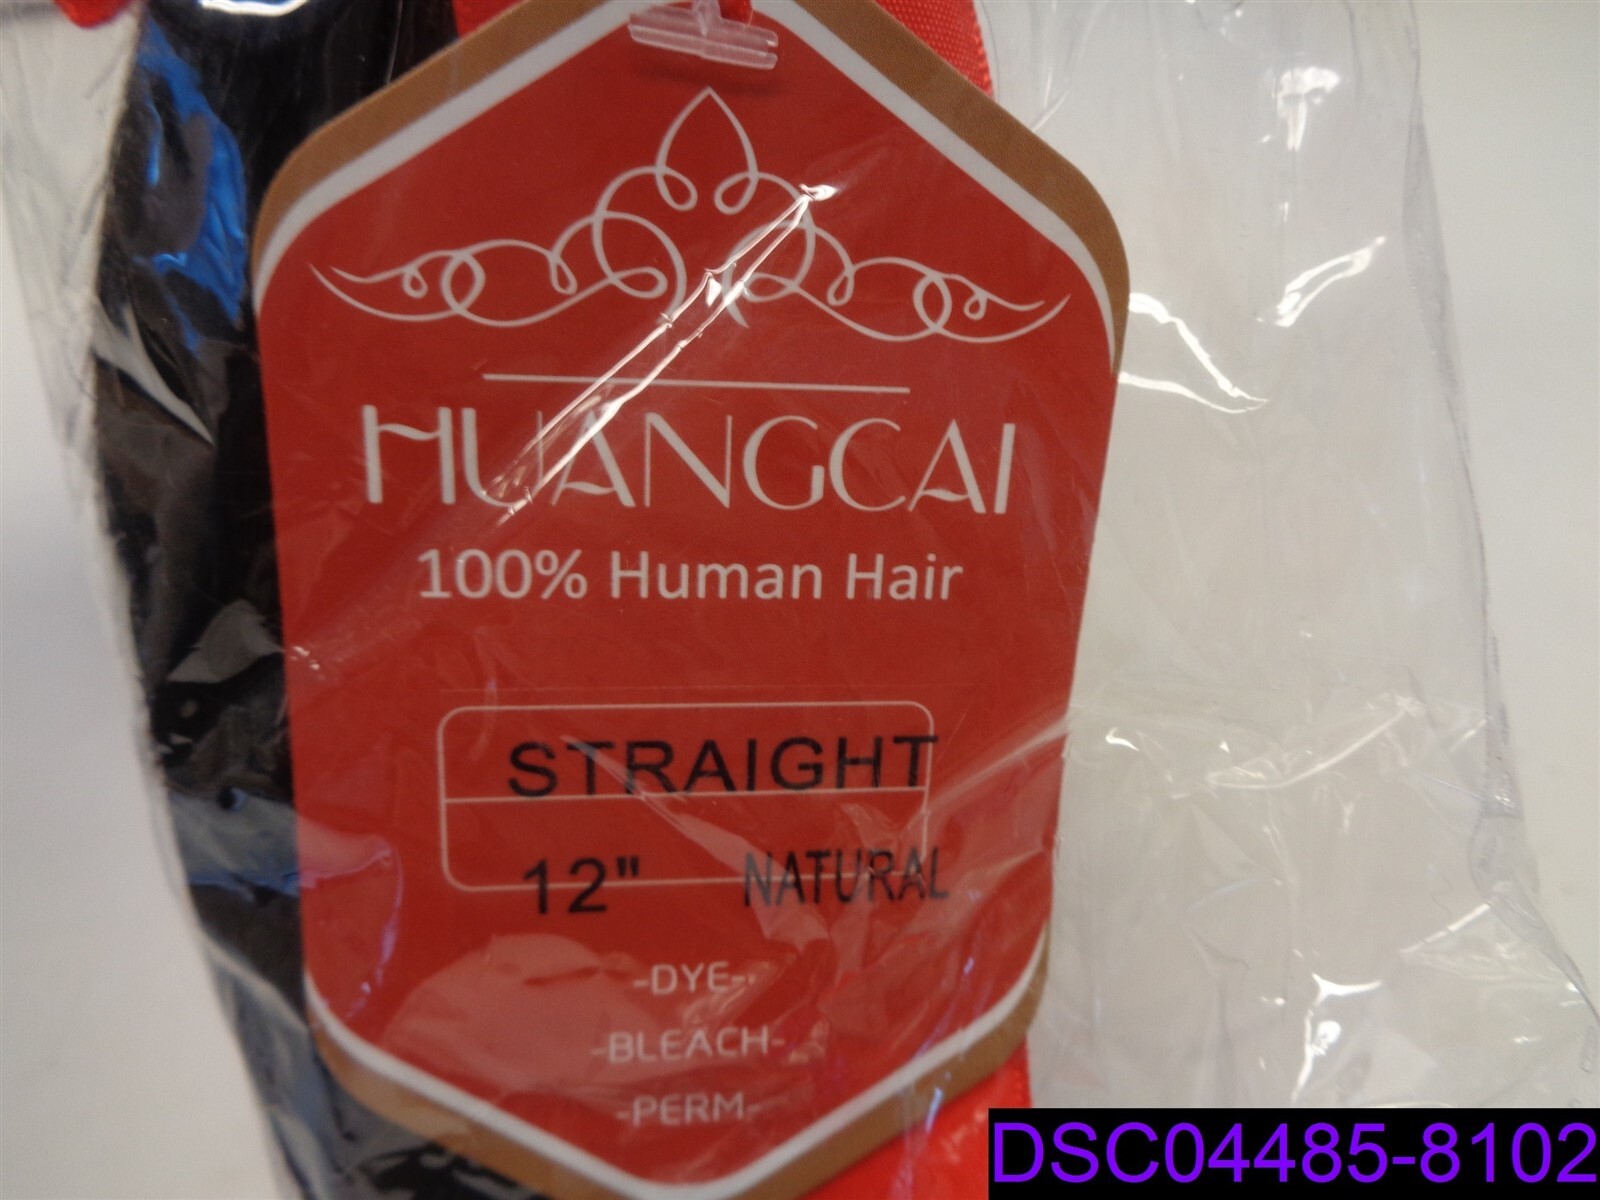 HUANGCAI
100% Human Hair
STRAIGHT
12" NATURAL
-DYE-
-BLEACH-
-PERM-
DSC04485-8102